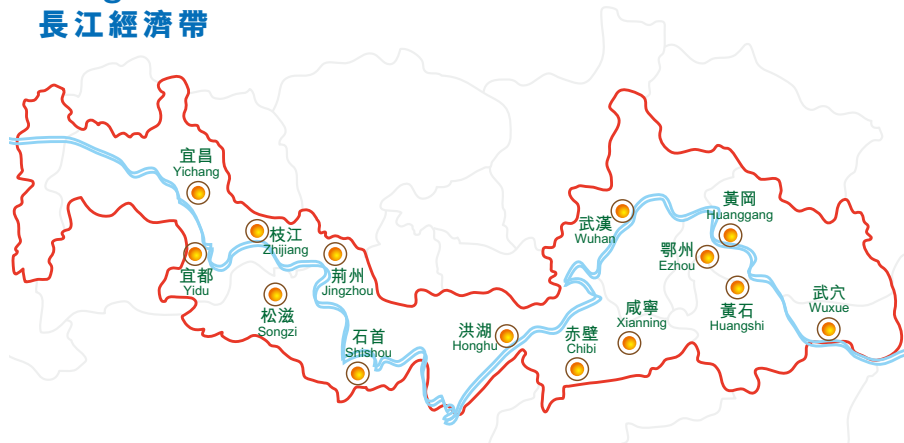 長江經濟帶
宜昌
Yichang
枝江
Zhijiang
宜都
Yidu
荊州
Jingzhou
松滋
Songzi
石首
Shishou
洪湖
Honghu
武漢
Wuhan
黃岡
Huanggang
鄂州
Ezhou
黃石
Huangshi
武穴
Wuxue
咸寧
Xianning
赤壁
Chibi